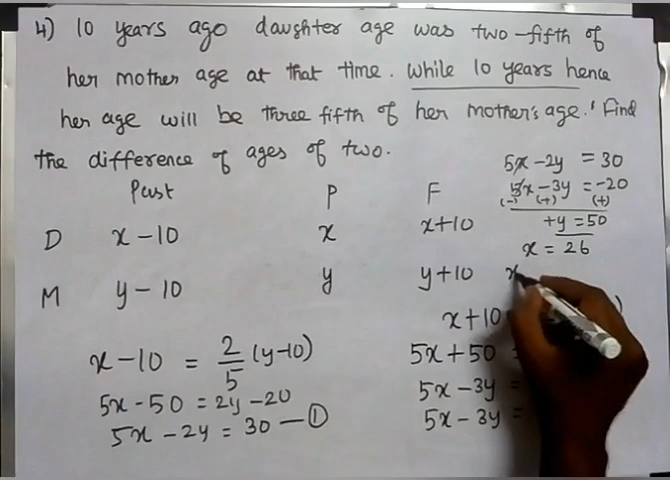 4) 10 years ago daughter age was two-fifth of
her mother age at that time. While 10 years hence
her age will be three fifth of her mother's age. Find
the difference of ages of two.
Past P F
D x-10 x x+10
M y-10 y y+10
5x-2y = 30
5x-3y = -20
(-) (+) (+)
+y = 50
x = 26
x
x-10 = 2/5 (y-10)
5x-50 = 2y-20
5x-2y = 30 —①
x+10 )
5x+50
5x-3y =
5x-3y =